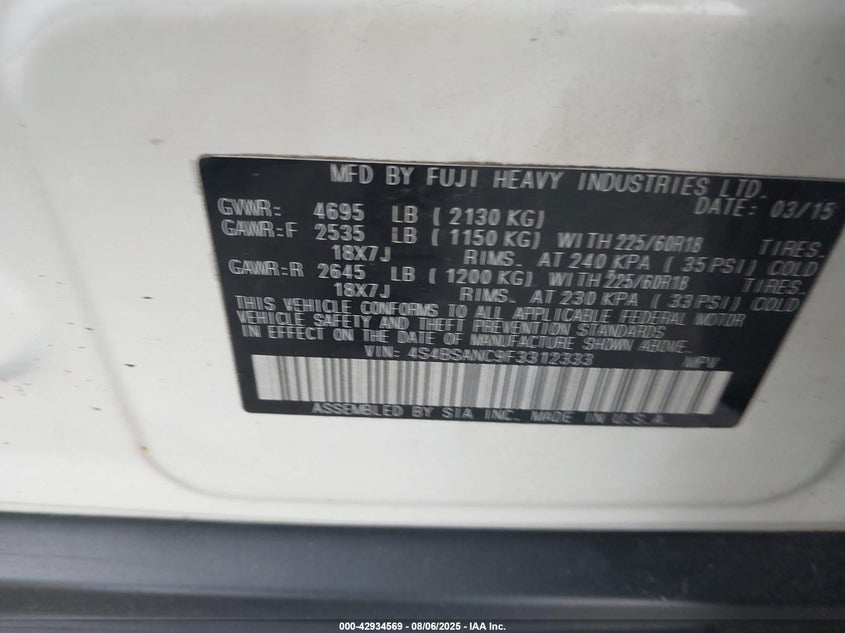 MFD BY FUJI HEAVY INDUSTRIES LTD.
DATE: 03/15
GVWR: 4695 LB ( 2130 KG)
GAWR:F 2535 LB ( 1150 KG) WITH 225/60R18 TIRES.
18X7J RIMS. AT 240 KPA ( 35 PSI) COLD
GAWR:R 2645 LB ( 1200 KG) WITH 225/60R18 TIRES.
18X7J RIMS. AT 230 KPA ( 33 PSI) COLD
THIS VEHICLE CONFORMS TO ALL APPLICABLE FEDERAL MOTOR
VEHICLE SAFETY AND THEFT PREVENTION STANDARDS
IN EFFECT ON THE DATE OF MANUFACTURE SHOWN ABOVE.
VIN: 4S4BSANC9F3312333 MPV
ASSEMBLED BY SIA INC. MADE IN U.S.A.
000-42934569 - 08/06/2025 - IAA Inc.